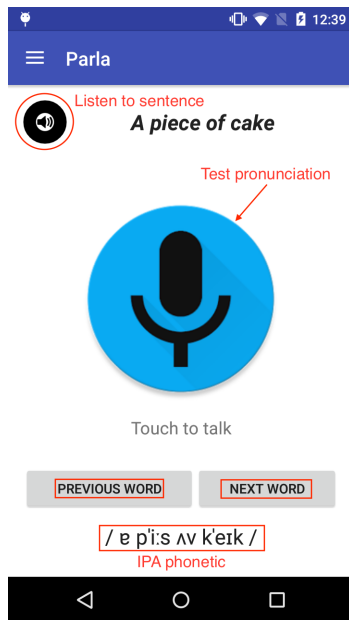 12:39
Parla
Listen to sentence
A piece of cake
Test pronunciation
Touch to talk
PREVIOUS WORD
NEXT WORD
/ ɐ pˈiːs ʌv kˈeɪk /
IPA phonetic